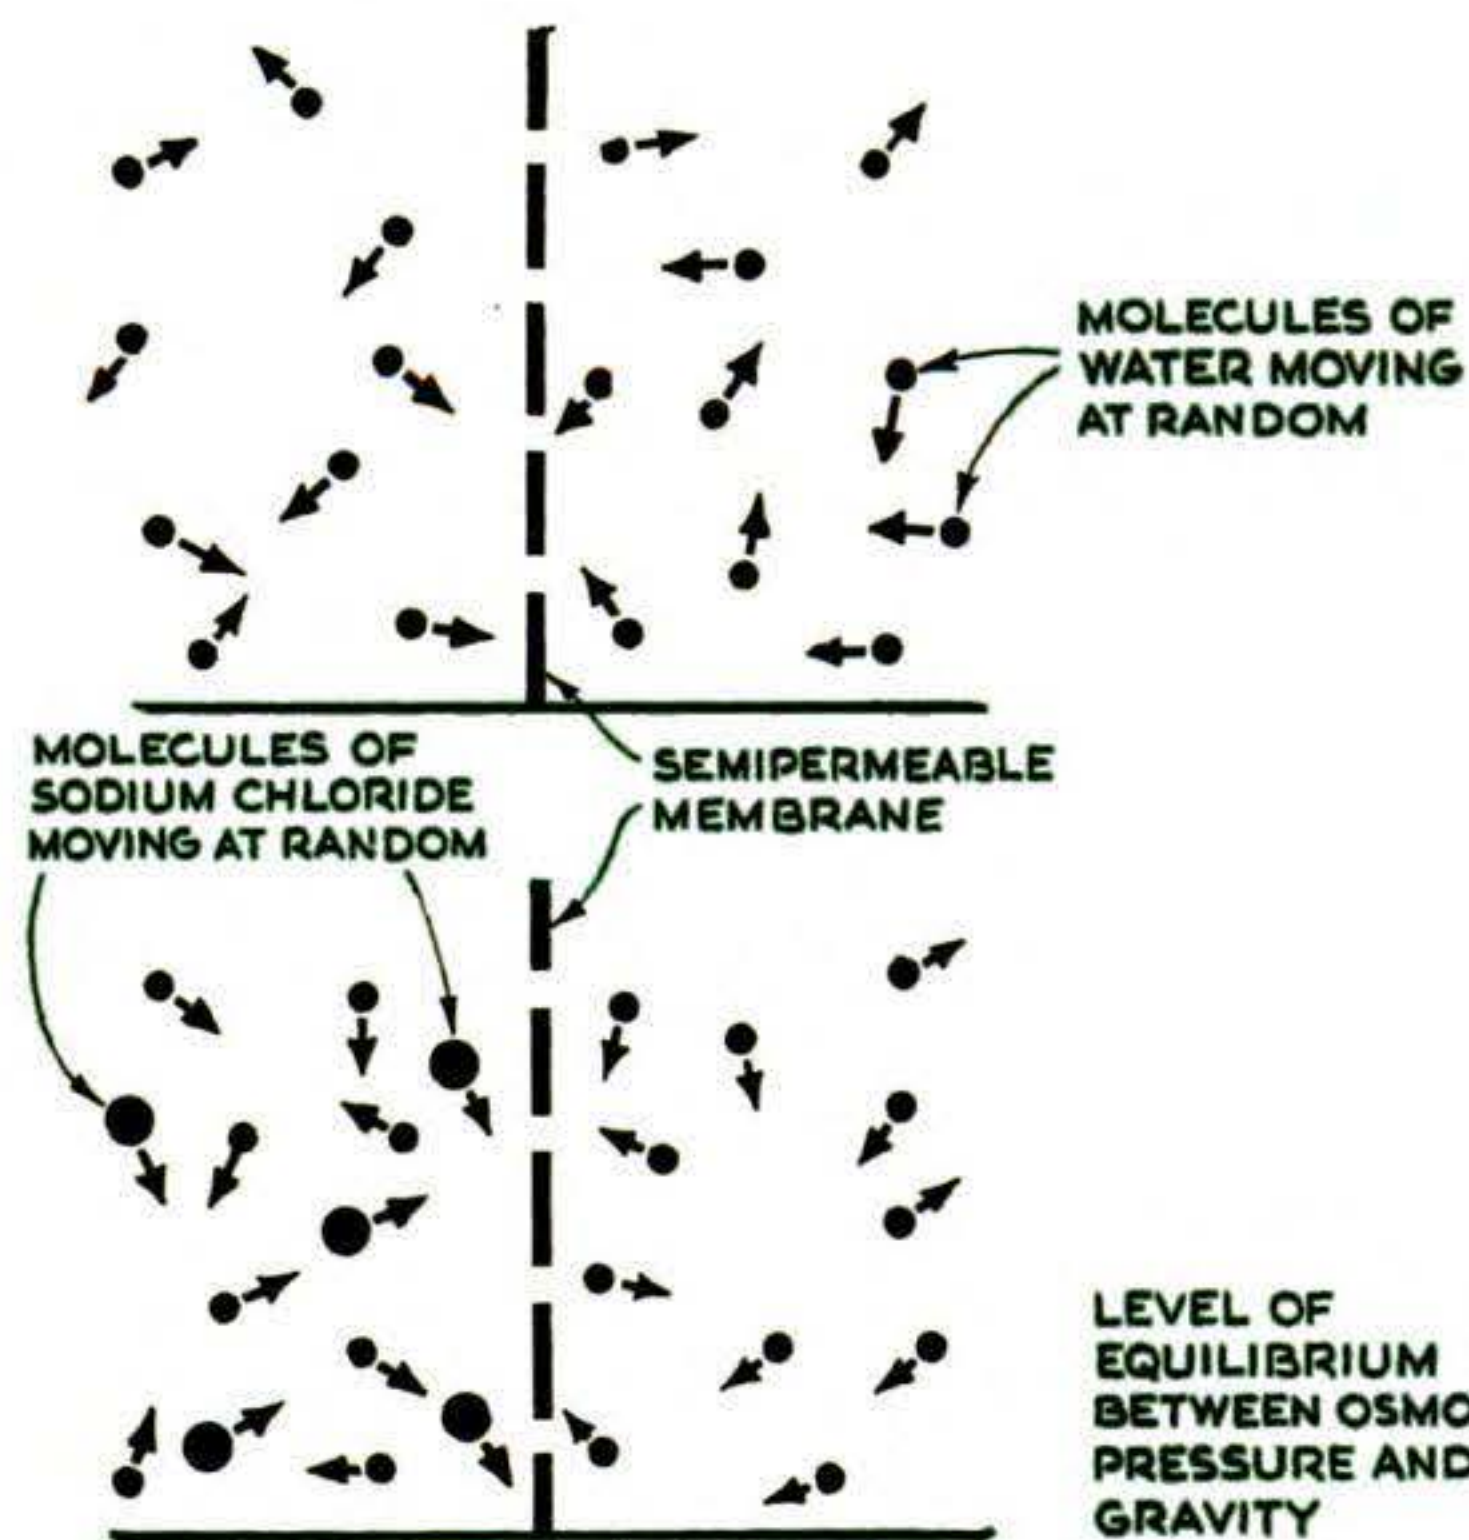 MOLECULES OF
WATER MOVING
AT RANDOM
MOLECULES OF
SODIUM CHLORIDE
MOVING AT RANDOM
SEMIPERMEABLE
MEMBRANE
LEVEL OF
EQUILIBRIUM
BETWEEN
PRESSURE AND
GRAVITY